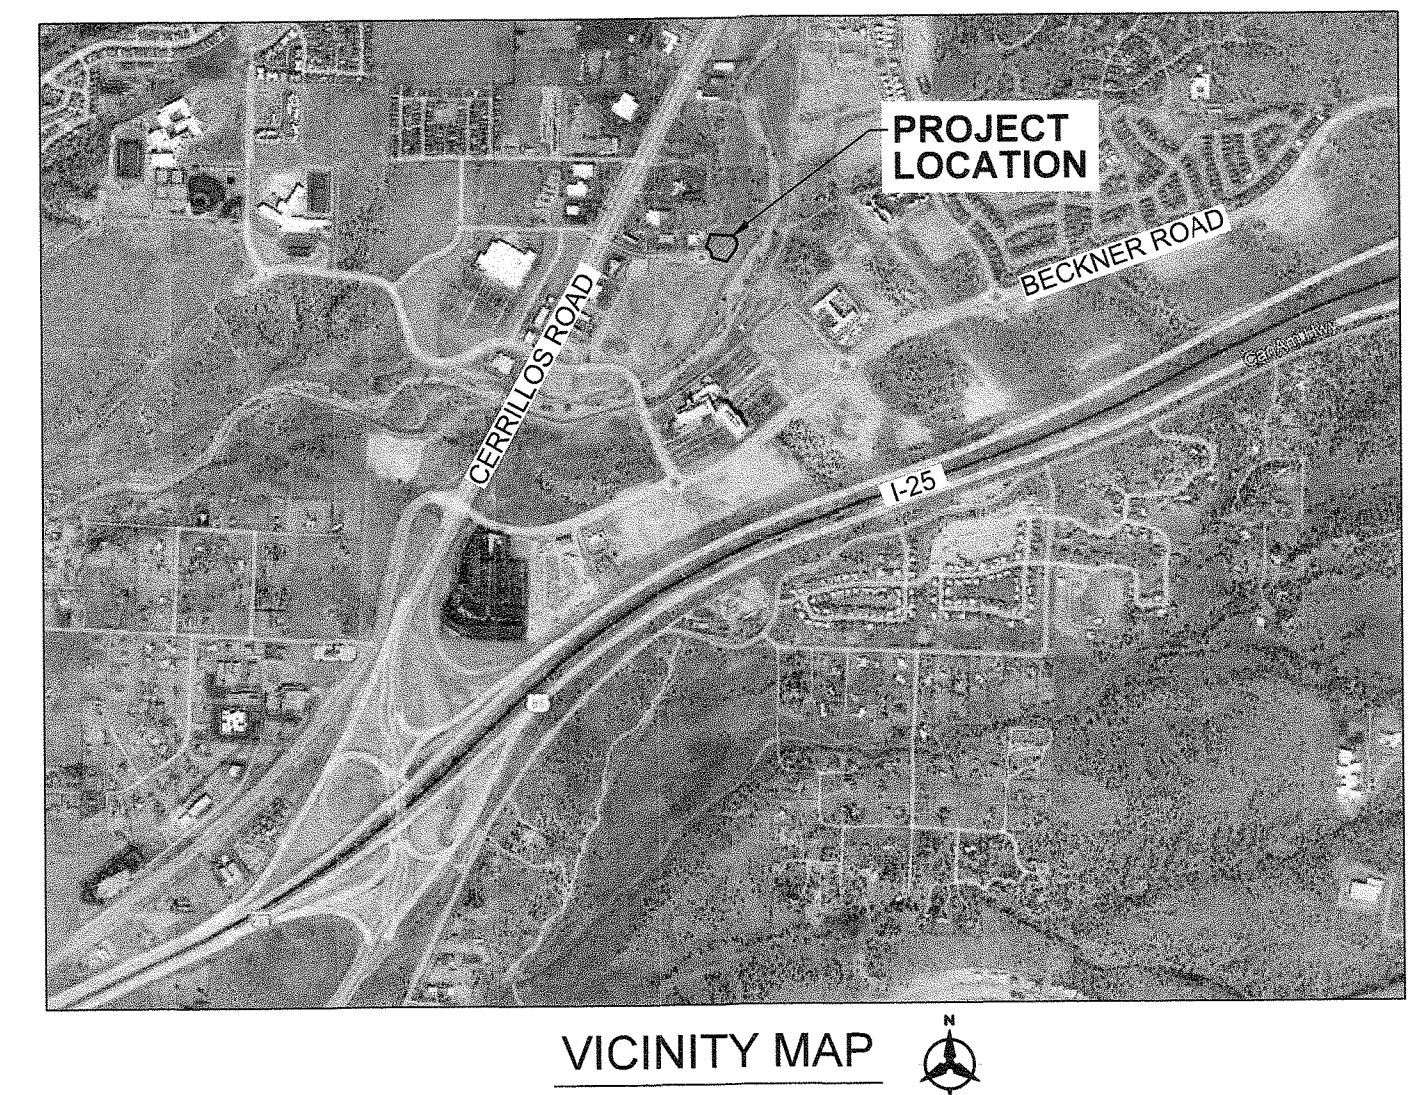 PROJECT
LOCATION
BECKNER ROAD
CERRILLOS ROAD
I-25
VICINITY MAP
N